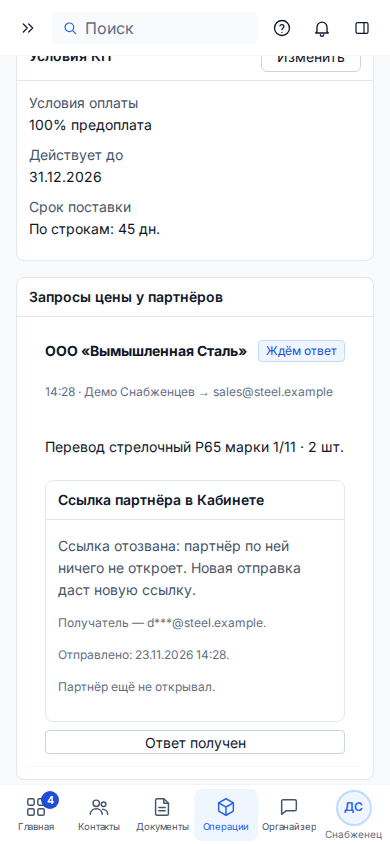 Поиск
Условия КП
Изменить
Условия оплаты
100% предоплата
Действует до
31.12.2026
Срок поставки
По строкам: 45 дн.
Запросы цены у партнёров
ООО «Вымышленная Сталь»
Ждём ответ
14:28 · Демо Снабженцев → sales@steel.example
Перевод стрелочный Р65 марки 1/11 · 2 шт.
Ссылка партнёра в Кабинете
Ссылка отозвана: партнёр по ней
ничего не откроет. Новая отправка
даст новую ссылку.
Получатель — d***@steel.example.
Отправлено: 23.11.2026 14:28.
Партнёр ещё не открывал.
Ответ получен
4
Главная
Контакты
Документы
Операции
Органайзер
ДС
Снабженец